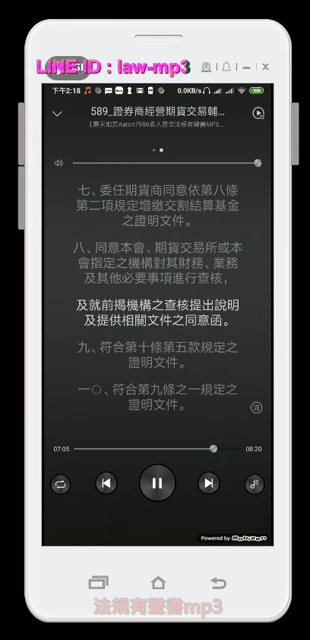 LINE ID : law-mp3
下午2:18
0.0KB/s
589_證券商經營期貨交易輔...
七、委任期貨商同意依第八條
第二項規定增繳交割結算基金
之證明文件。
八、同意本會、期貨交易所或本
會指定之機構對其財務、業務
及其他必要事項進行查核，
及就前揭機構之查核提出說明
及提供相關文件之同意函。
九、符合第十條第五款規定之
證明文件。
一○、符合第九條之一規定之
證明文件。
07:05
08:20
Powered by
法規有聲書mp3